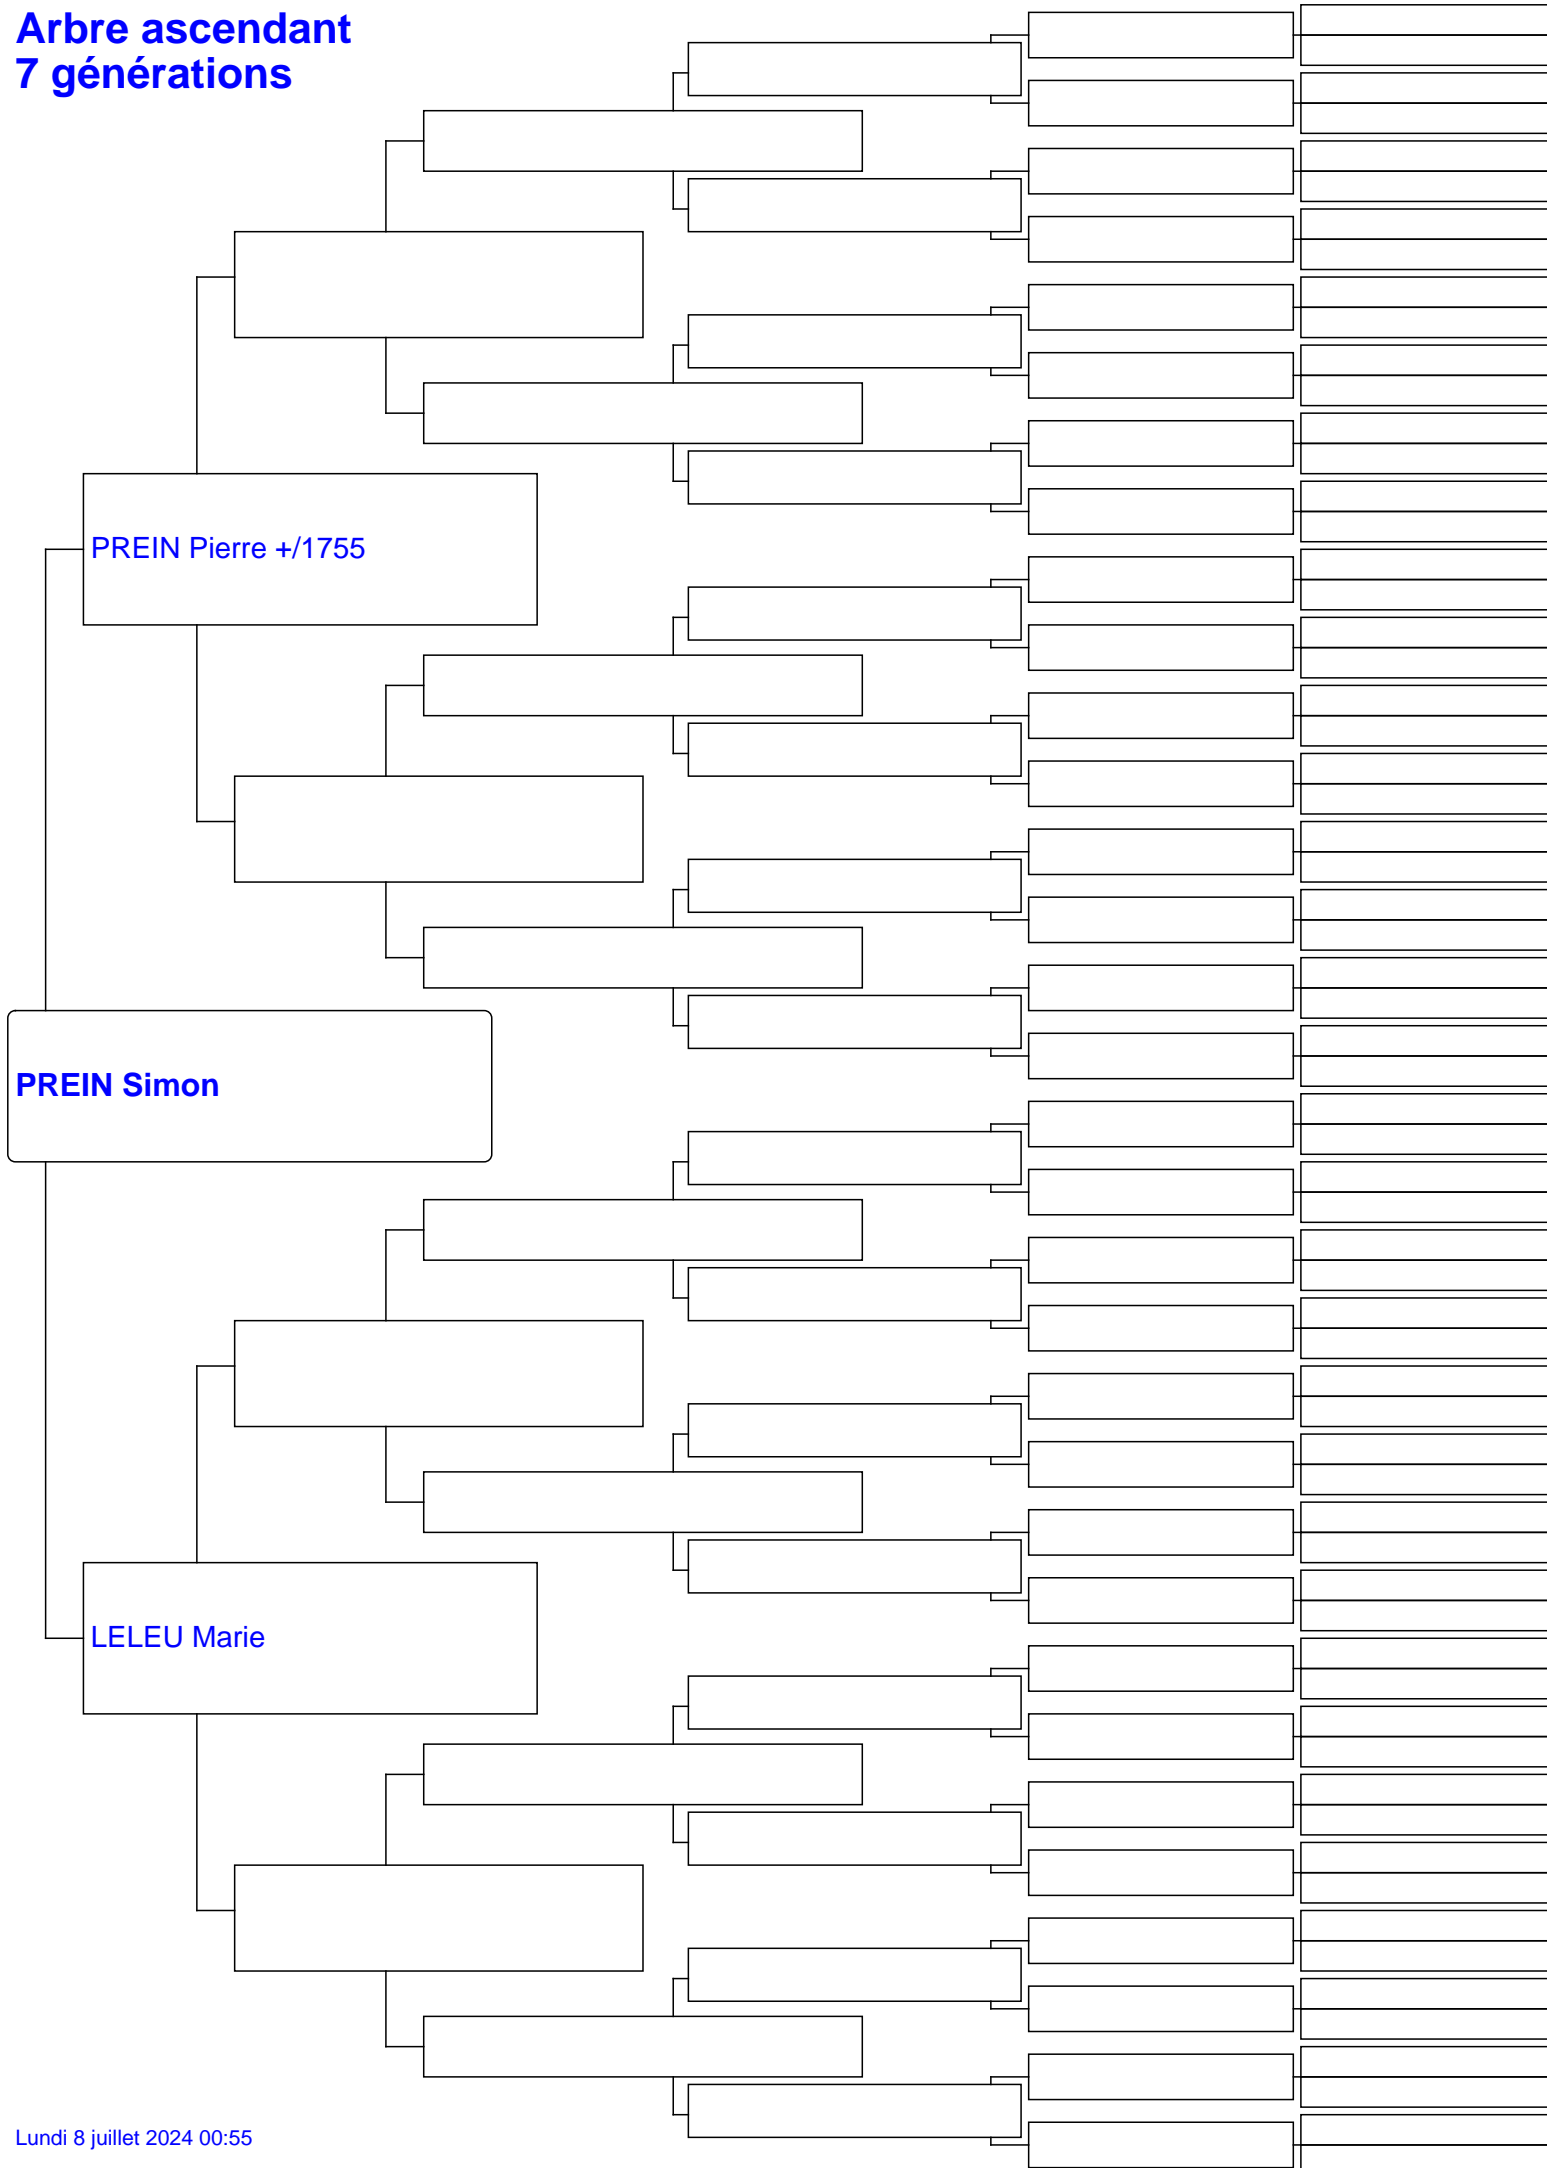 Arbre ascendant
7 générations
PREIN Pierre +/1755
PREIN Simon
LELEU Marie
Lundi 8 juillet 2024 00:55